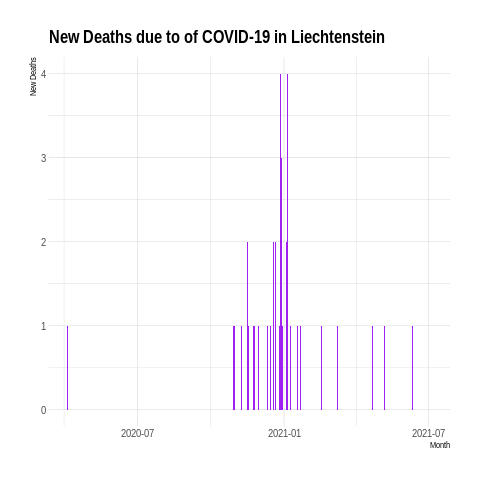 New Deaths due to of COVID-19 in Liechtenstein
New Deaths
4
3
2
1
0
2020-07
2021-01
2021-07
Month